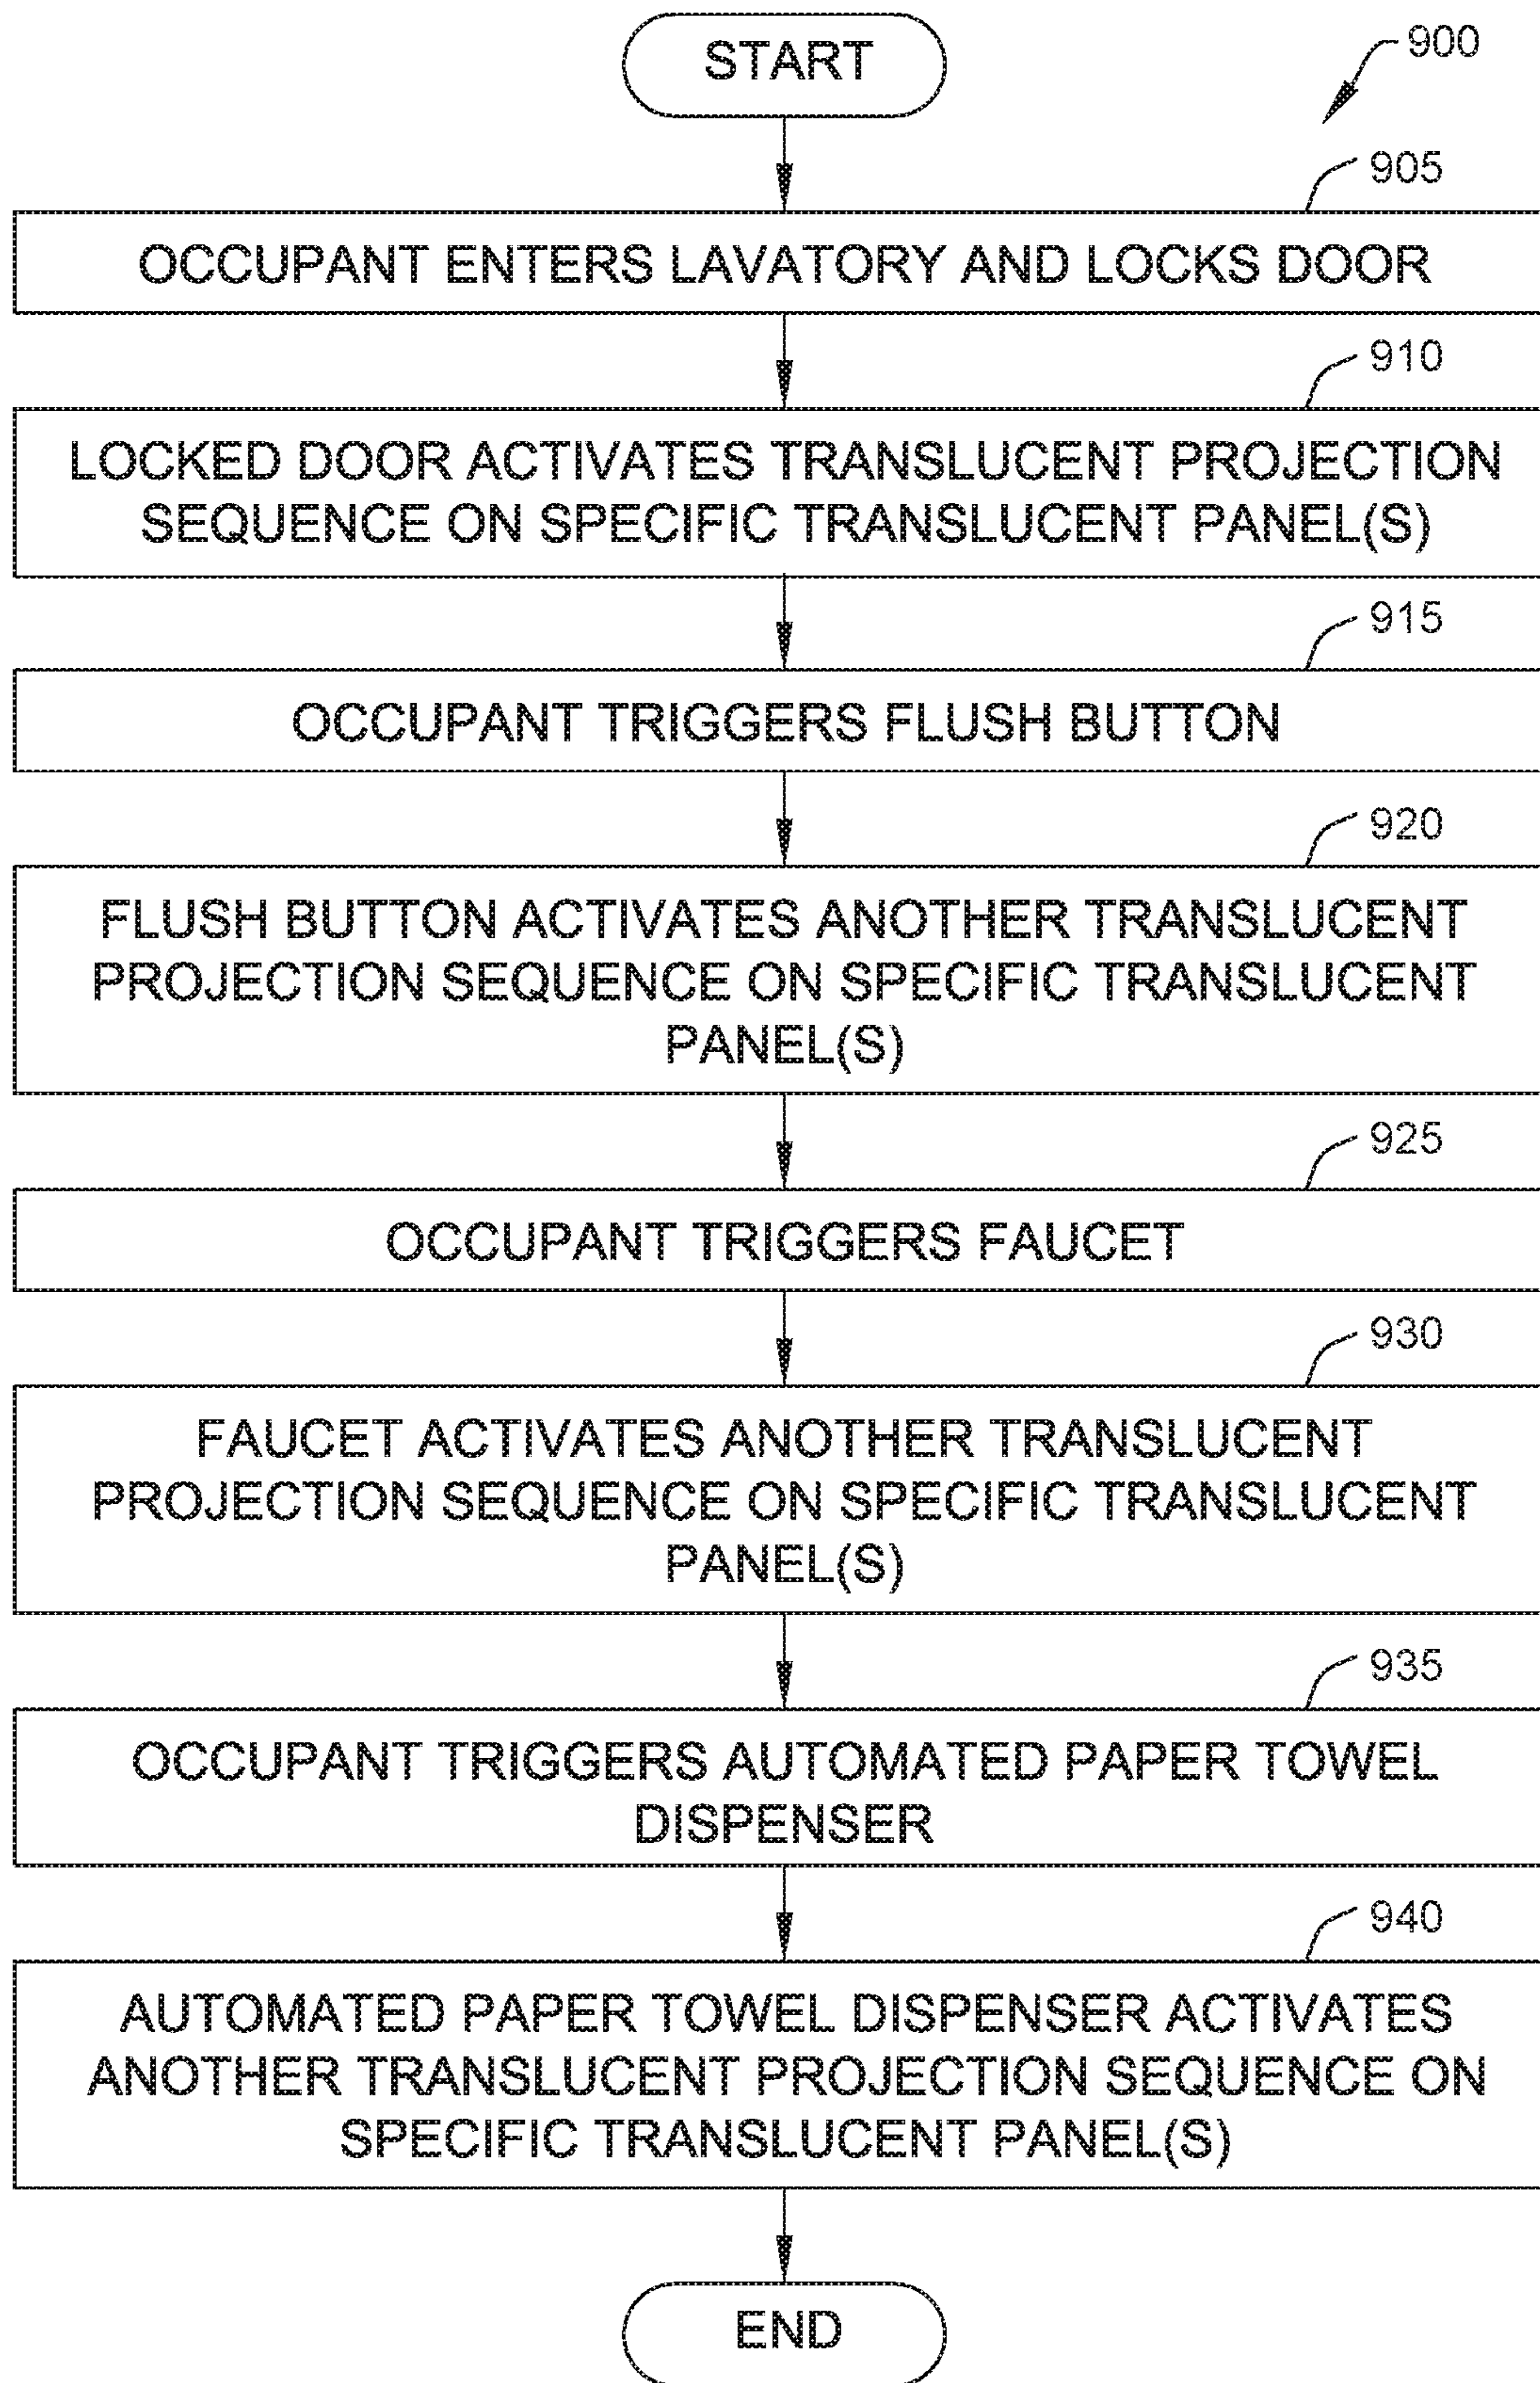 START
900
905
OCCUPANT ENTERS LAVATORY AND LOCKS DOOR
910
LOCKED DOOR ACTIVATES TRANSLUCENT PROJECTION
SEQUENCE ON SPECIFIC TRANSLUCENT PANEL(S)
915
OCCUPANT TRIGGERS FLUSH BUTTON
920
FLUSH BUTTON ACTIVATES ANOTHER TRANSLUCENT
PROJECTION SEQUENCE ON SPECIFIC TRANSLUCENT
PANEL(S)
925
OCCUPANT TRIGGERS FAUCET
930
FAUCET ACTIVATES ANOTHER TRANSLUCENT
PROJECTION SEQUENCE ON SPECIFIC TRANSLUCENT
PANEL(S)
935
OCCUPANT TRIGGERS AUTOMATED PAPER TOWEL
DISPENSER
940
AUTOMATED PAPER TOWEL DISPENSER ACTIVATES
ANOTHER TRANSLUCENT PROJECTION SEQUENCE ON
SPECIFIC TRANSLUCENT PANEL(S)
END